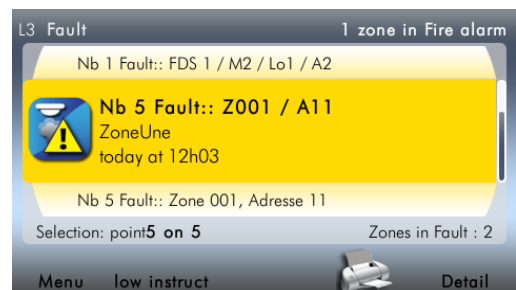 L3 Fault 1 zone in Fire alarm
Nb 1 Fault:: FDS 1 / M2 / Lo1 / A2
Nb 5 Fault:: Z001 / A11
ZoneUne
today at 12h03
Nb 5 Fault:: Zone 001, Adresse 11
Selection: point5 on 5 Zones in Fault : 2
Menu low instruct Detail